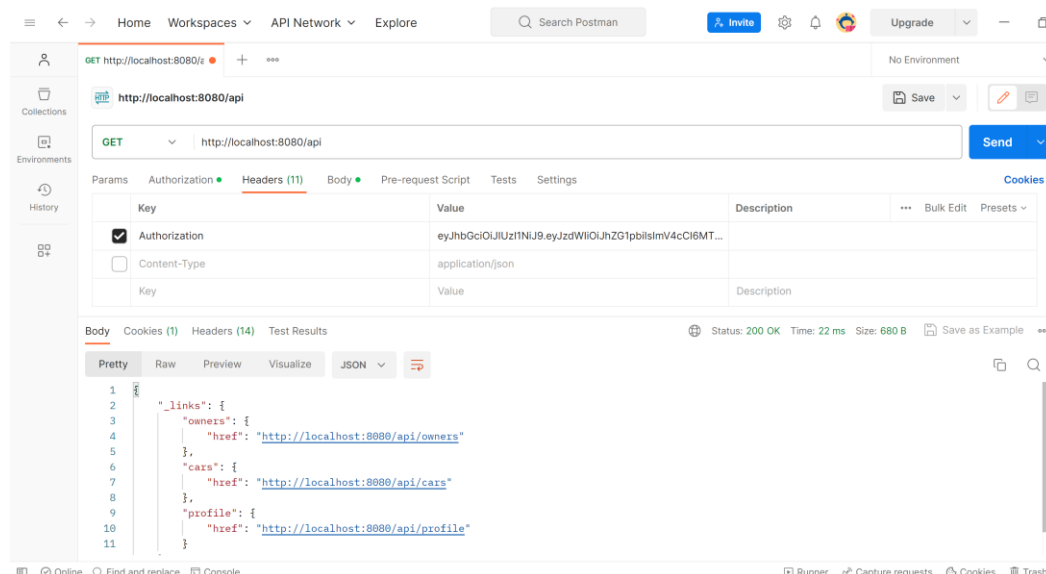 Home Workspaces API Network Explore Search Postman Invite Upgrade
GET http://localhost:8080/a No Environment
HTTP http://localhost:8080/api Save
Collections
GET http://localhost:8080/api Send
Environments
Params Authorization Headers (11) Body Pre-request Script Tests Settings Cookies
History
Key Value Description Bulk Edit Presets
Authorization
Content-Type application/json
Key Value Description
Body Cookies (1) Headers (14) Test Results Status: 200 OK Time: 22 ms Size: 680 B Save as Example
Pretty Raw Preview Visualize JSON
1 {
2 "_links": {
3 "owners": {
4 "href": "http://localhost:8080/api/owners"
5 },
6 "cars": {
7 "href": "http://localhost:8080/api/cars"
8 },
9 "profile": {
10 "href": "http://localhost:8080/api/profile"
11 }
Online Find and replace Console Runner Capture requests Cookies Trash